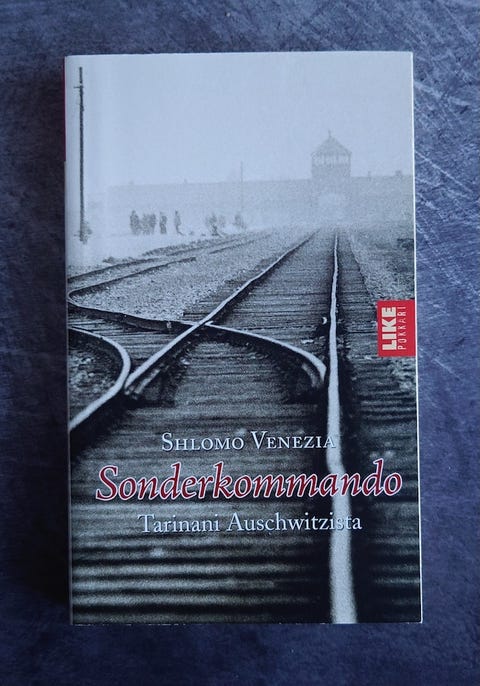 LIKE
POKKARI
SHLOMO VENEZIA
Sonderkommando
Tarinani Auschwitzista